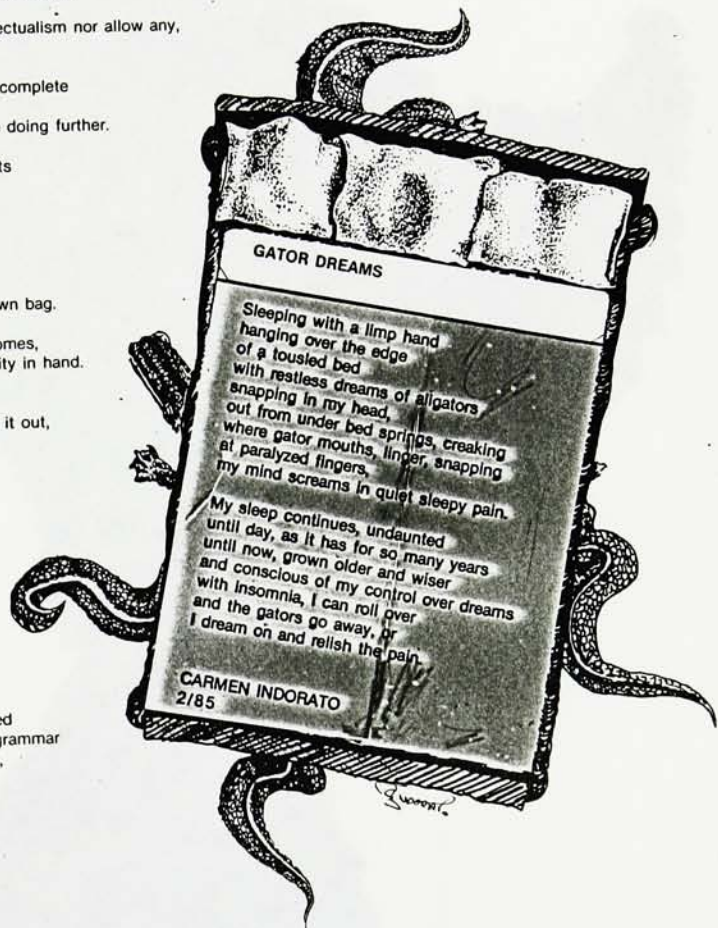 ectualism nor allow any,
complete
doing further.
ts
wn bag.
omes,
ity in hand.
it out,
ed
grammar
GATOR DREAMS
Sleeping with a limp hand
hanging over the edge
of a tousled bed
with restless dreams of alligators
snapping in my head,
out from under bed springs, creaking
where gator mouths, linger, snapping
at paralyzed fingers,
my mind screams in quiet sleepy pain.
My sleep continues, undaunted
until day, as it has for so many years
until now, grown older and wiser
and conscious of my control over dreams
with insomnia, I can roll over
and the gators go away, or
I dream on and relish the pain
CARMEN INDORATO
2/85